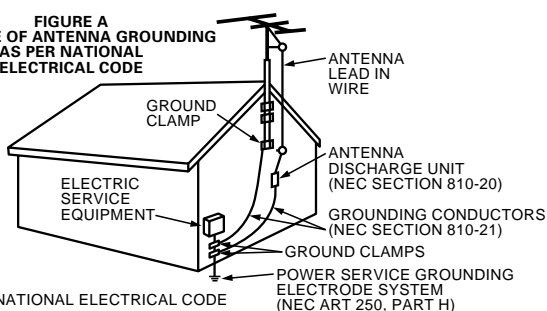 FIGURE A
E OF ANTENNA GROUNDING
AS PER NATIONAL
ELECTRICAL CODE
ANTENNA
LEAD IN
WIRE
GROUND
CLAMP
ANTENNA
DISCHARGE UNIT
(NEC SECTION 810-20)
ELECTRIC
SERVICE
EQUIPMENT
GROUNDING CONDUCTORS
(NEC SECTION 810-21)
GROUND CLAMPS
POWER SERVICE GROUNDING
ELECTRODE SYSTEM
(NEC ART 250, PART H)
NATIONAL ELECTRICAL CODE